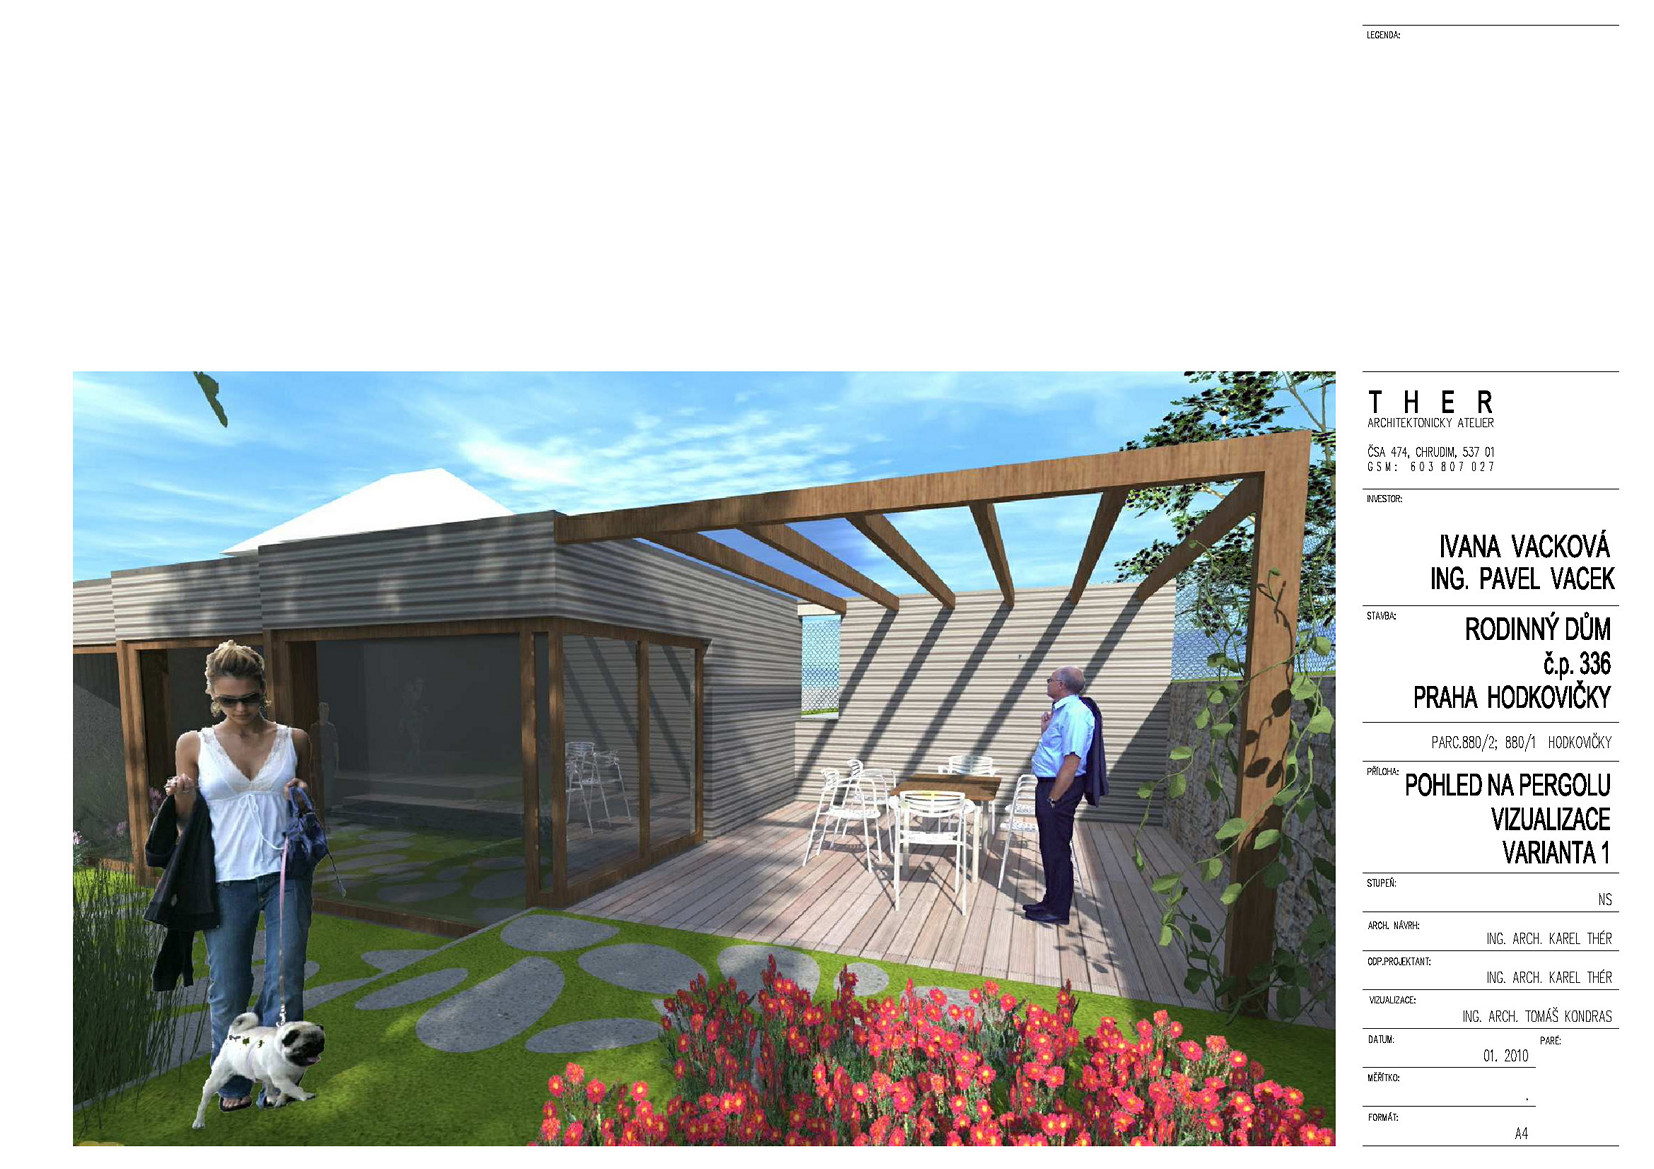 LEGENDA:
T H E R
ARCHITEKTONICKY ATELIER
ČSA 474, CHRUDIM, 537 01
GSM: 603 807 027
INVESTOR:
IVANA VACKOVÁ
ING. PAVEL VACEK
STAVBA:
RODINNÝ DŮM
č.p. 336
PRAHA HODKOVIČKY
PARC.880/2; 880/1 HODKOVIČKY
PŘÍLOHA:
POHLED NA PERGOLU
VIZUALIZACE
VARIANTA 1
STUPEŇ:
NS
ARCH. NÁVRH:
ING. ARCH. KAREL THÉR
ODP.PROJEKTANT:
ING. ARCH. KAREL THÉR
VIZUALIZACE:
ING. ARCH. TOMÁŠ KONDRAS
DATUM:
01. 2010
PARÉ:
MĚŘÍTKO:
.
FORMÁT:
A4